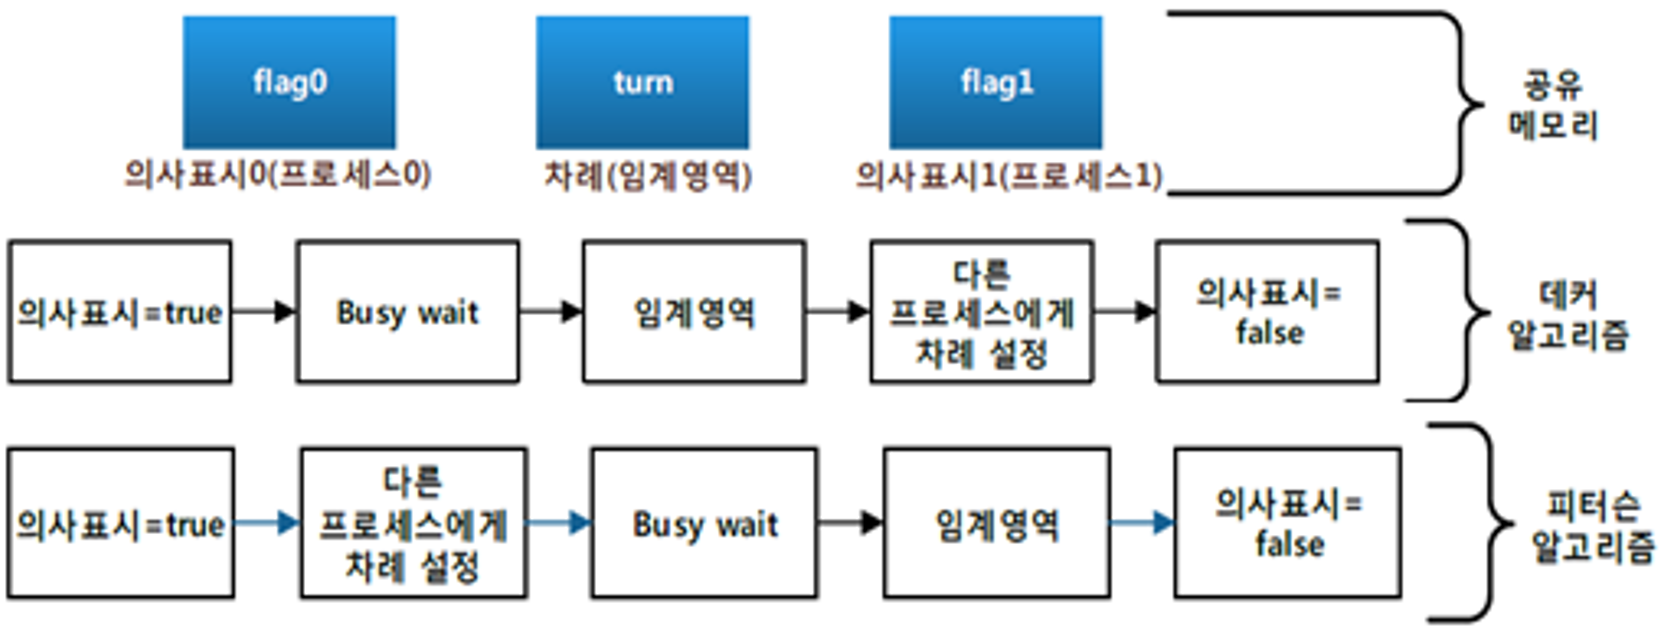 flag0
turn
flag1
의사표시0(프로세스0)
차례(임계영역)
의사표시1(프로세스1)
공유
메모리
의사표시=true
Busy wait
임계영역
다른
프로세스에게
차례 설정
의사표시=
false
데커
알고리즘
의사표시=true
다른
프로세스에게
차례 설정
Busy wait
임계영역
의사표시=
false
피터슨
알고리즘